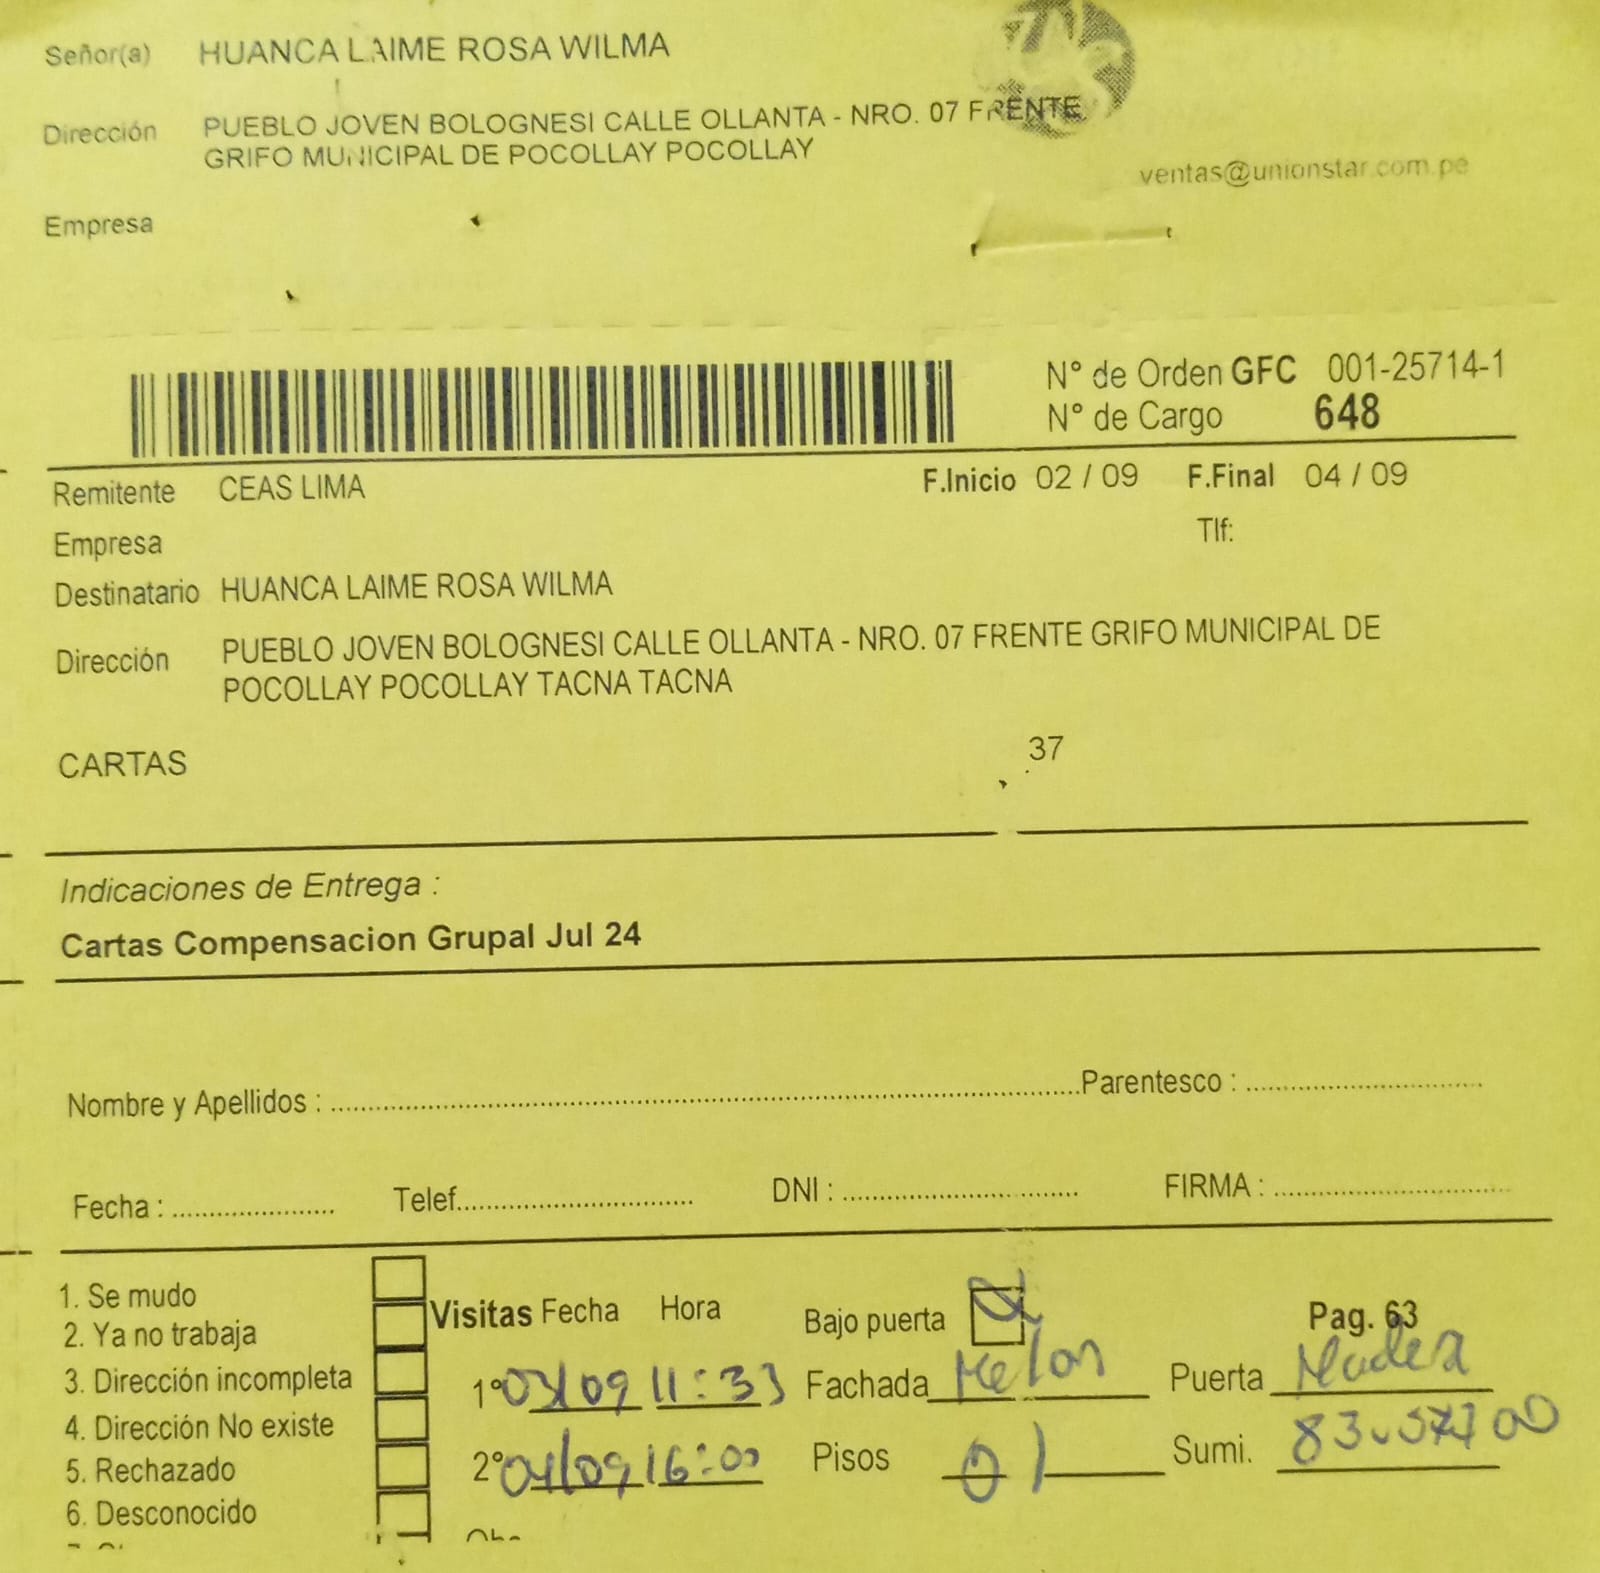 Señor(a) HUANCA LAIME ROSA WILMA
Dirección PUEBLO JOVEN BOLOGNESI CALLE OLLANTA - NRO. 07 FRENTE
GRIFO MUNICIPAL DE POCOLLAY POCOLLAY
ventas@unionstar.com.pe
Empresa
N° de Orden GFC 001-25714-1
N° de Cargo 648
Remitente CEAS LIMA F.Inicio 02 / 09 F.Final 04 / 09
Empresa Tlf:
Destinatario HUANCA LAIME ROSA WILMA
Dirección PUEBLO JOVEN BOLOGNESI CALLE OLLANTA - NRO. 07 FRENTE GRIFO MUNICIPAL DE
POCOLLAY POCOLLAY TACNA TACNA
CARTAS 37
Indicaciones de Entrega :
Cartas Compensacion Grupal Jul 24
Nombre y Apellidos : Parentesco :
Fecha : Telef. DNI : FIRMA :
1. Se mudo
2. Ya no trabaja
3. Dirección incompleta
4. Dirección No existe
5. Rechazado
6. Desconocido
Visitas Fecha Hora Bajo puerta Pag. 63
1° 03/09 11:33 Fachada Melon Puerta Madera
2° 04/09 16:00 Pisos 01 Sumi.